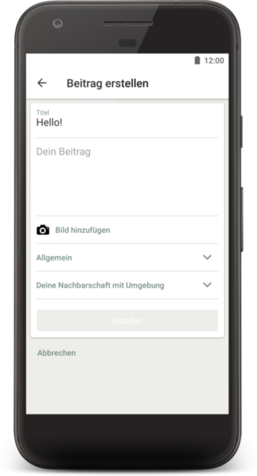 12:00
Beitrag erstellen
Titel
Hello!
Dein Beitrag
Bild hinzufügen
Allgemein
Deine Nachbarschaft mit Umgebung
Erstellen
Abbrechen